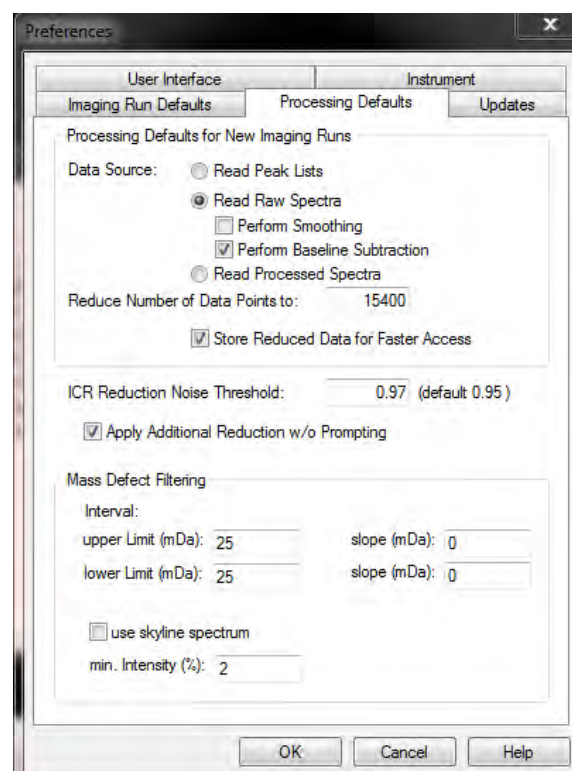 Preferences
x
User Interface
Instrument
Imaging Run Defaults
Processing Defaults
Updates
Processing Defaults for New Imaging Runs
Data Source:
Read Peak Lists
Read Raw Spectra
Perform Smoothing
Perform Baseline Subtraction
Read Processed Spectra
Reduce Number of Data Points to: 15400
Store Reduced Data for Faster Access
ICR Reduction Noise Threshold: 0.97 (default 0.95 )
Apply Additional Reduction w/o Prompting
Mass Defect Filtering
Interval:
upper Limit (mDa): 25 slope (mDa): 0
lower Limit (mDa): 25 slope (mDa): 0
use skyline spectrum
min. Intensity (%): 2
OK Cancel Help